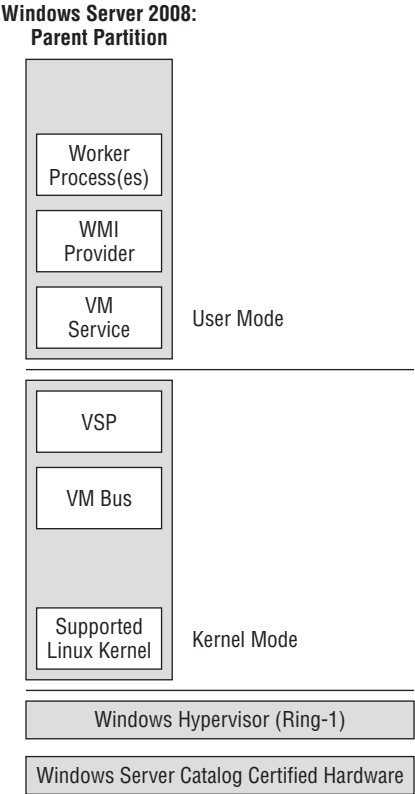 Windows Server 2008:
Parent Partition
Worker
Process(es)
WMI
Provider
VM
Service
User Mode
VSP
VM Bus
Supported
Linux Kernel
Kernel Mode
Windows Hypervisor (Ring-1)
Windows Server Catalog Certified Hardware